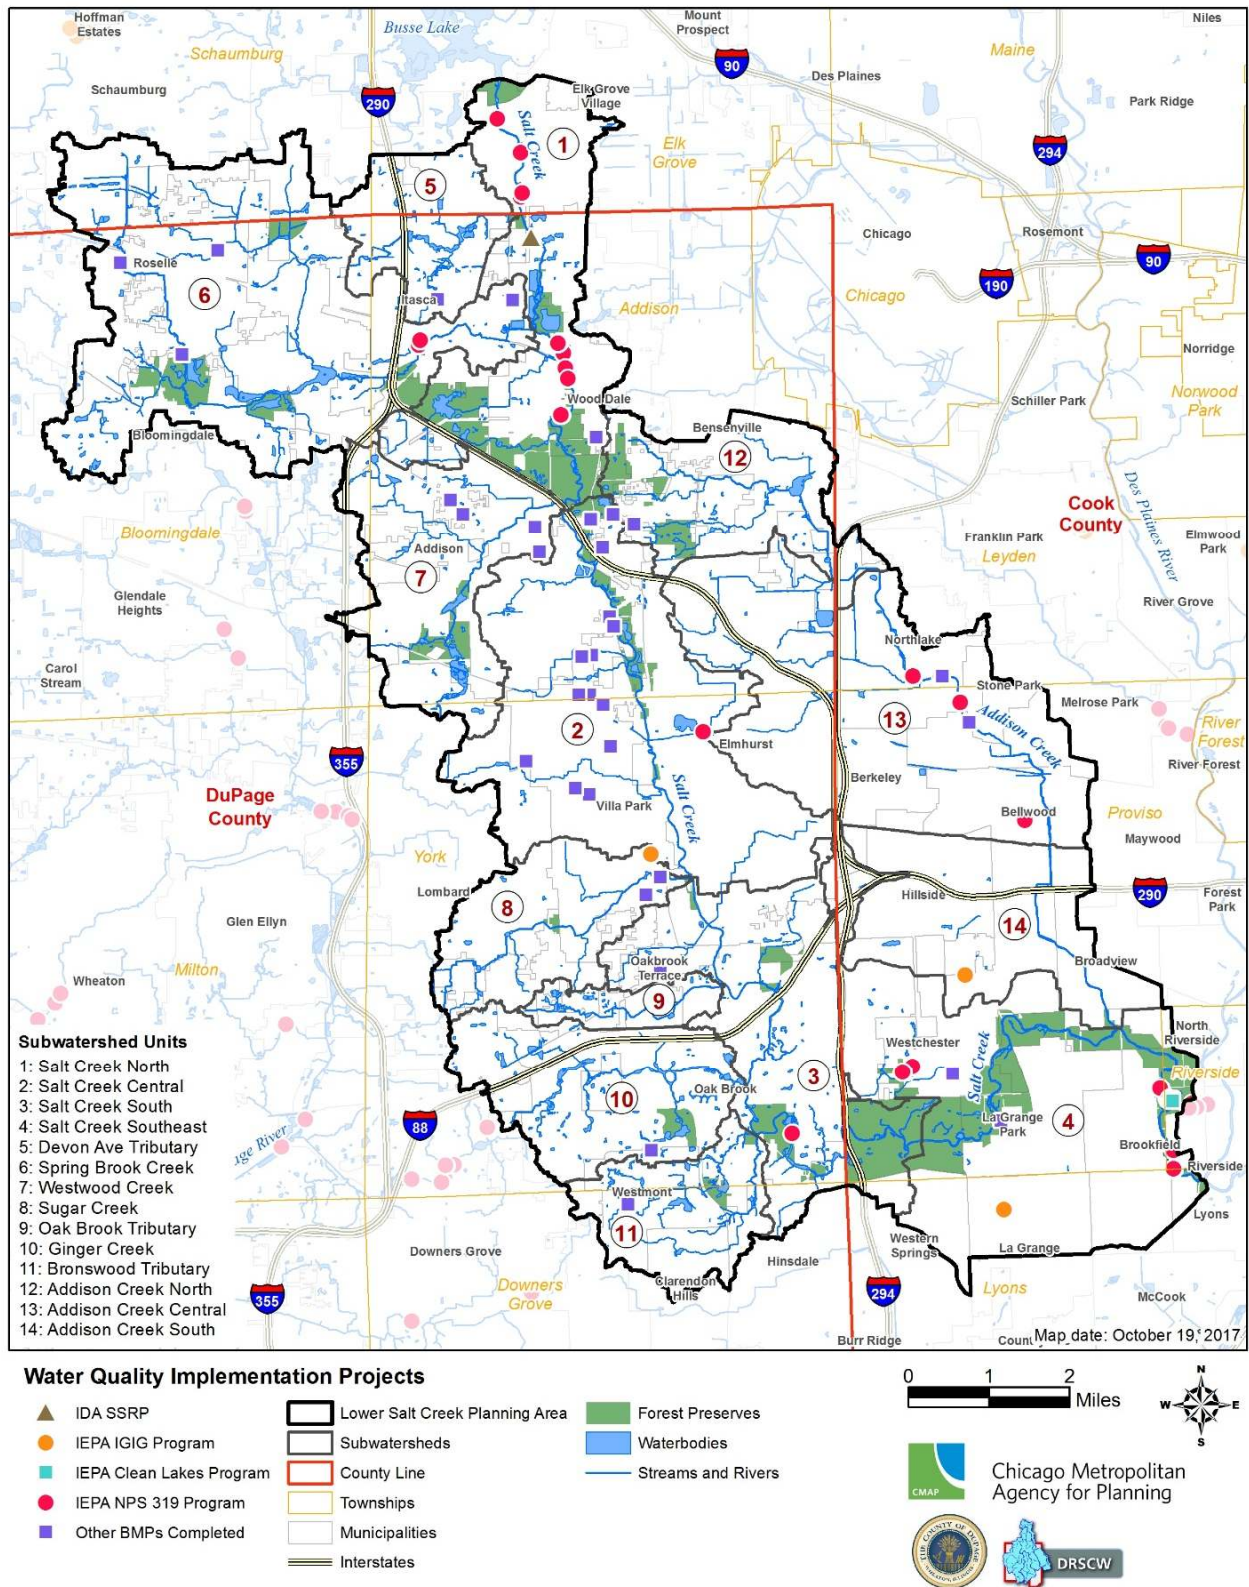 Hoffman
Estates
Schaumburg
Busse Lake
Mount
Prospect
Niles
Maine
Des Plaines
90
Schaumburg
290
Elk Grove
Village
Park Ridge
Salt Creek
1
Elk
Grove
294
5
Chicago
Rosemont
90
190
Roselle
6
Itasca
Addison
Chicago
Norridge
Norwood
Park
Schiller Park
Wood Dale
Bloomingdale
Bensenville
12
Des Plaines River
Cook
County
Bloomingdale
Addison
7
Franklin Park
Leyden
Elmwood
Park
Glendale
Heights
River Grove
Carol
Stream
Northlake
Stone Park
Melrose Park
13
Addison Creek
River
Forest
River Forest
2
Elmhurst
355
Berkeley
DuPage
County
Villa Park
Salt Creek
Bellwood
Proviso
Maywood
York
Lombard
8
Hillside
290
Forest
Park
Glen Ellyn
14
Milton
Wheaton
Oakbrook
Terrace
9
Broadview
Salt Creek
North
Riverside
Westchester
Riverside
3
Oak Brook
10
La Grange
Park
4
88
Brookfield
Riverside
Westmont
11
Lyons
Western
Springs
La Grange
Downers Grove
Hinsdale
Clarendon
Hills
Downers
Grove
355
294
Lyons
McCook
Burr Ridge
Map date: October 19, 2017
Subwatershed Units
1: Salt Creek North
2: Salt Creek Central
3: Salt Creek South
4: Salt Creek Southeast
5: Devon Ave Tributary
6: Spring Brook Creek
7: Westwood Creek
8: Sugar Creek
9: Oak Brook Tributary
10: Ginger Creek
11: Bronswood Tributary
12: Addison Creek North
13: Addison Creek Central
14: Addison Creek South
Water Quality Implementation Projects
IDA SSRP
IEPA IGIG Program
IEPA Clean Lakes Program
IEPA NPS 319 Program
Other BMPs Completed
Lower Salt Creek Planning Area
Subwatersheds
County Line
Townships
Municipalities
Interstates
Forest Preserves
Waterbodies
Streams and Rivers
0 1 2
Miles
N
W E
S
CMAP
Chicago Metropolitan
Agency for Planning
THE COUNTY OF DUPAGE
DRSCW